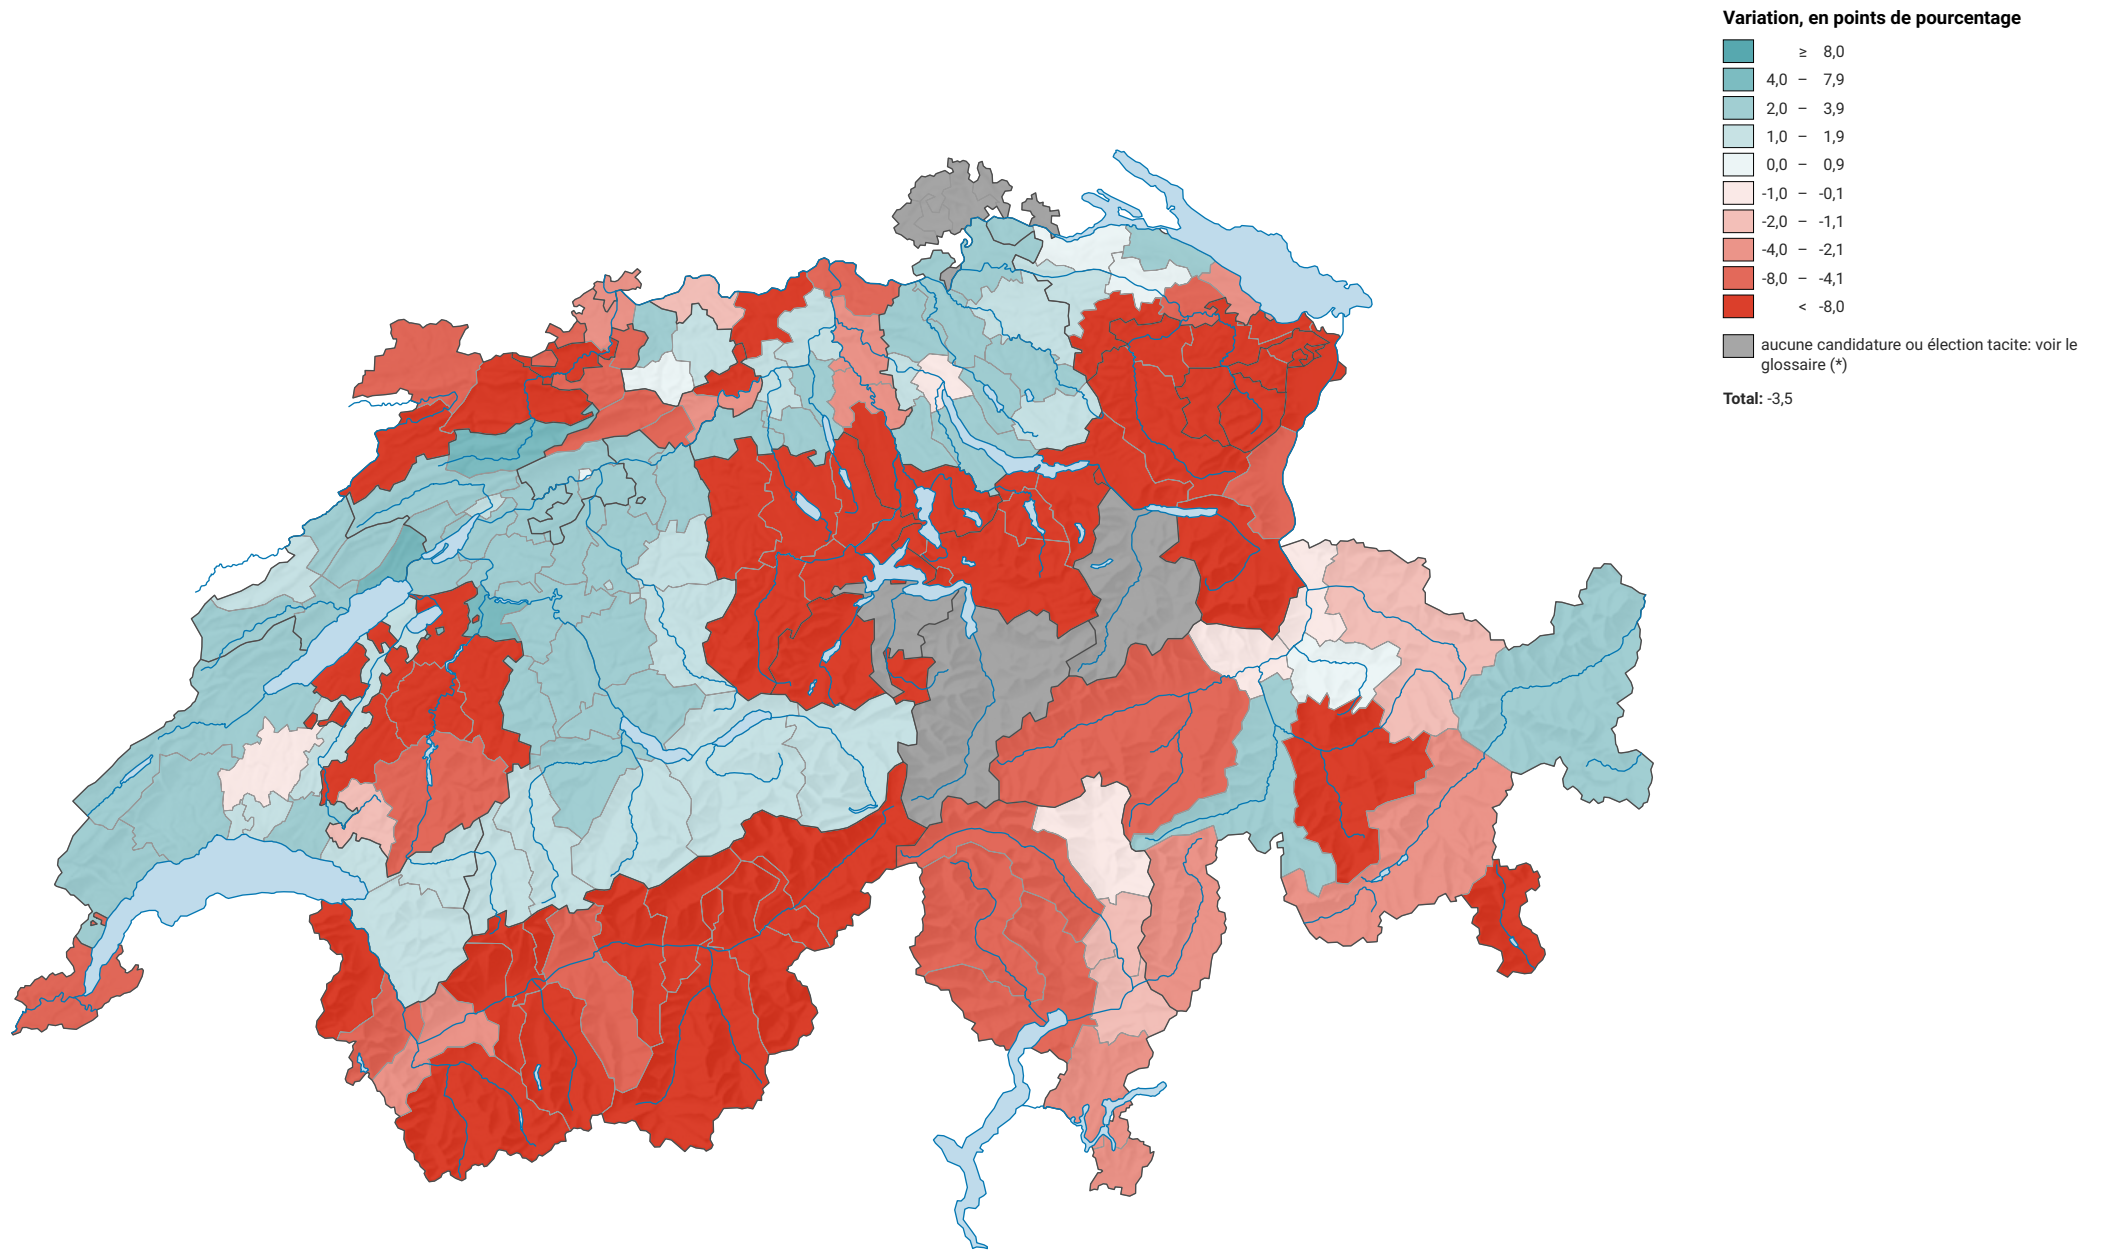 Variation, en points de pourcentage
≥ 8,0
4,0 – 7,9
2,0 – 3,9
1,0 – 1,9
0,0 – 0,9
-1,0 – -0,1
-2,0 – -1,1
-4,0 – -2,1
-8,0 – -4,1
< -8,0
aucune candidature ou élection tacite: voir le
glossaire (*)
Total: -3,5